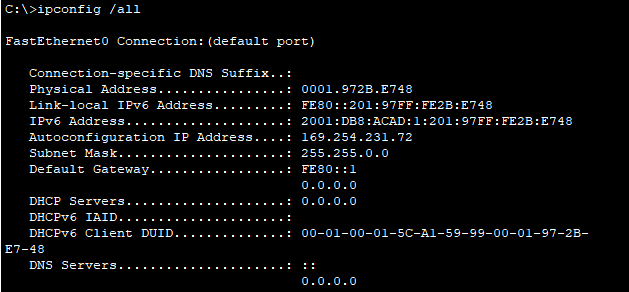 C:\>ipconfig /all
FastEthernet0 Connection:(default port)
Connection-specific DNS Suffix..:
Physical Address................: 0001.972B.E748
Link-local IPv6 Address.........: FE80::201:97FF:FE2B:E748
IPv6 Address....................: 2001:DB8:ACAD:1:201:97FF:FE2B:E748
Autoconfiguration IP Address....: 169.254.231.72
Subnet Mask.....................: 255.255.0.0
Default Gateway.................: FE80::1
0.0.0.0
DHCP Servers....................: 0.0.0.0
DHCPv6 IAID.....................:
DHCPv6 Client DUID..............: 00-01-00-01-5C-A1-59-99-00-01-97-2B-
E7-48
DNS Servers.....................: ::
0.0.0.0